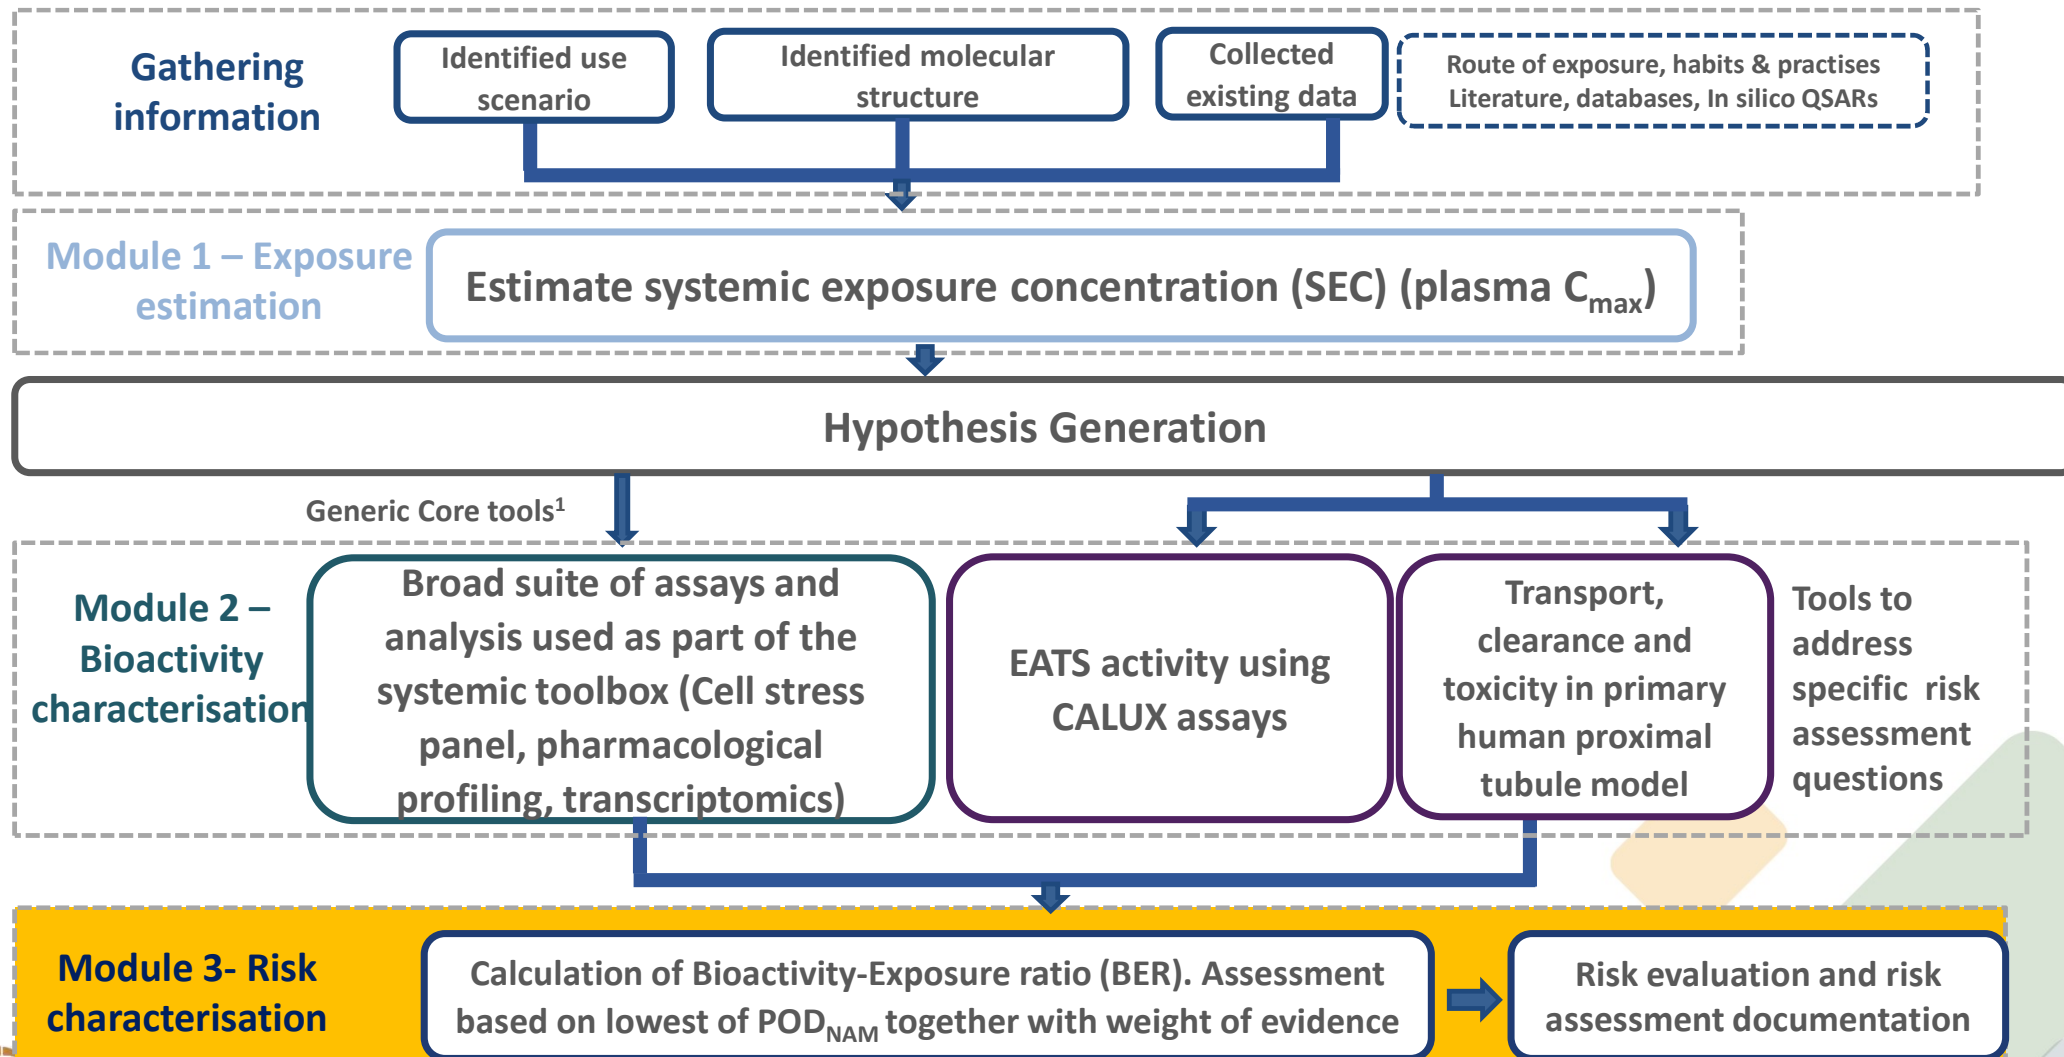 Gathering
information
Identified use
scenario
Identified molecular
structure
Collected
existing data
Route of exposure, habits & practises
Literature, databases, In silico QSARs
Module 1 – Exposure
estimation
Estimate systemic exposure concentration (SEC) (plasma Cmax)
Hypothesis Generation
Generic Core tools1
Module 2 –
Bioactivity
characterisation
Broad suite of assays and
analysis used as part of the
systemic toolbox (Cell stress
panel, pharmacological
profiling, transcriptomics)
EATS activity using
CALUX assays
Transport,
clearance and
toxicity in primary
human proximal
tubule model
Tools to
address
specific risk
assessment
questions
Module 3- Risk
characterisation
Calculation of Bioactivity-Exposure ratio (BER). Assessment
based on lowest of PODNAM together with weight of evidence
Risk evaluation and risk
assessment documentation